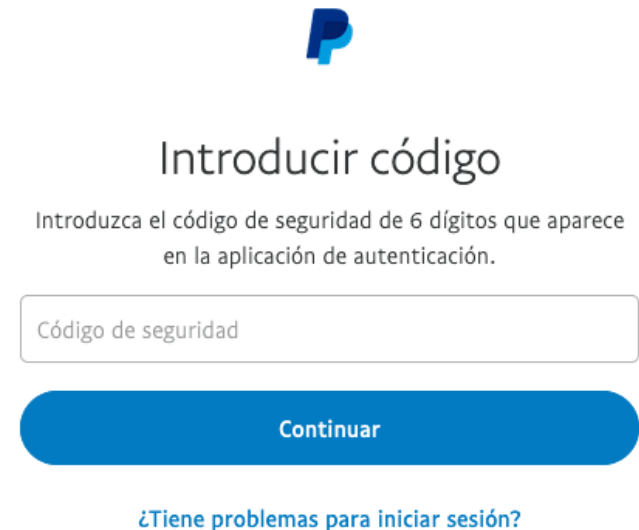 Introducir código
Introduzca el código de seguridad de 6 dígitos que aparece
en la aplicación de autenticación.
Código de seguridad
Continuar
¿Tiene problemas para iniciar sesión?